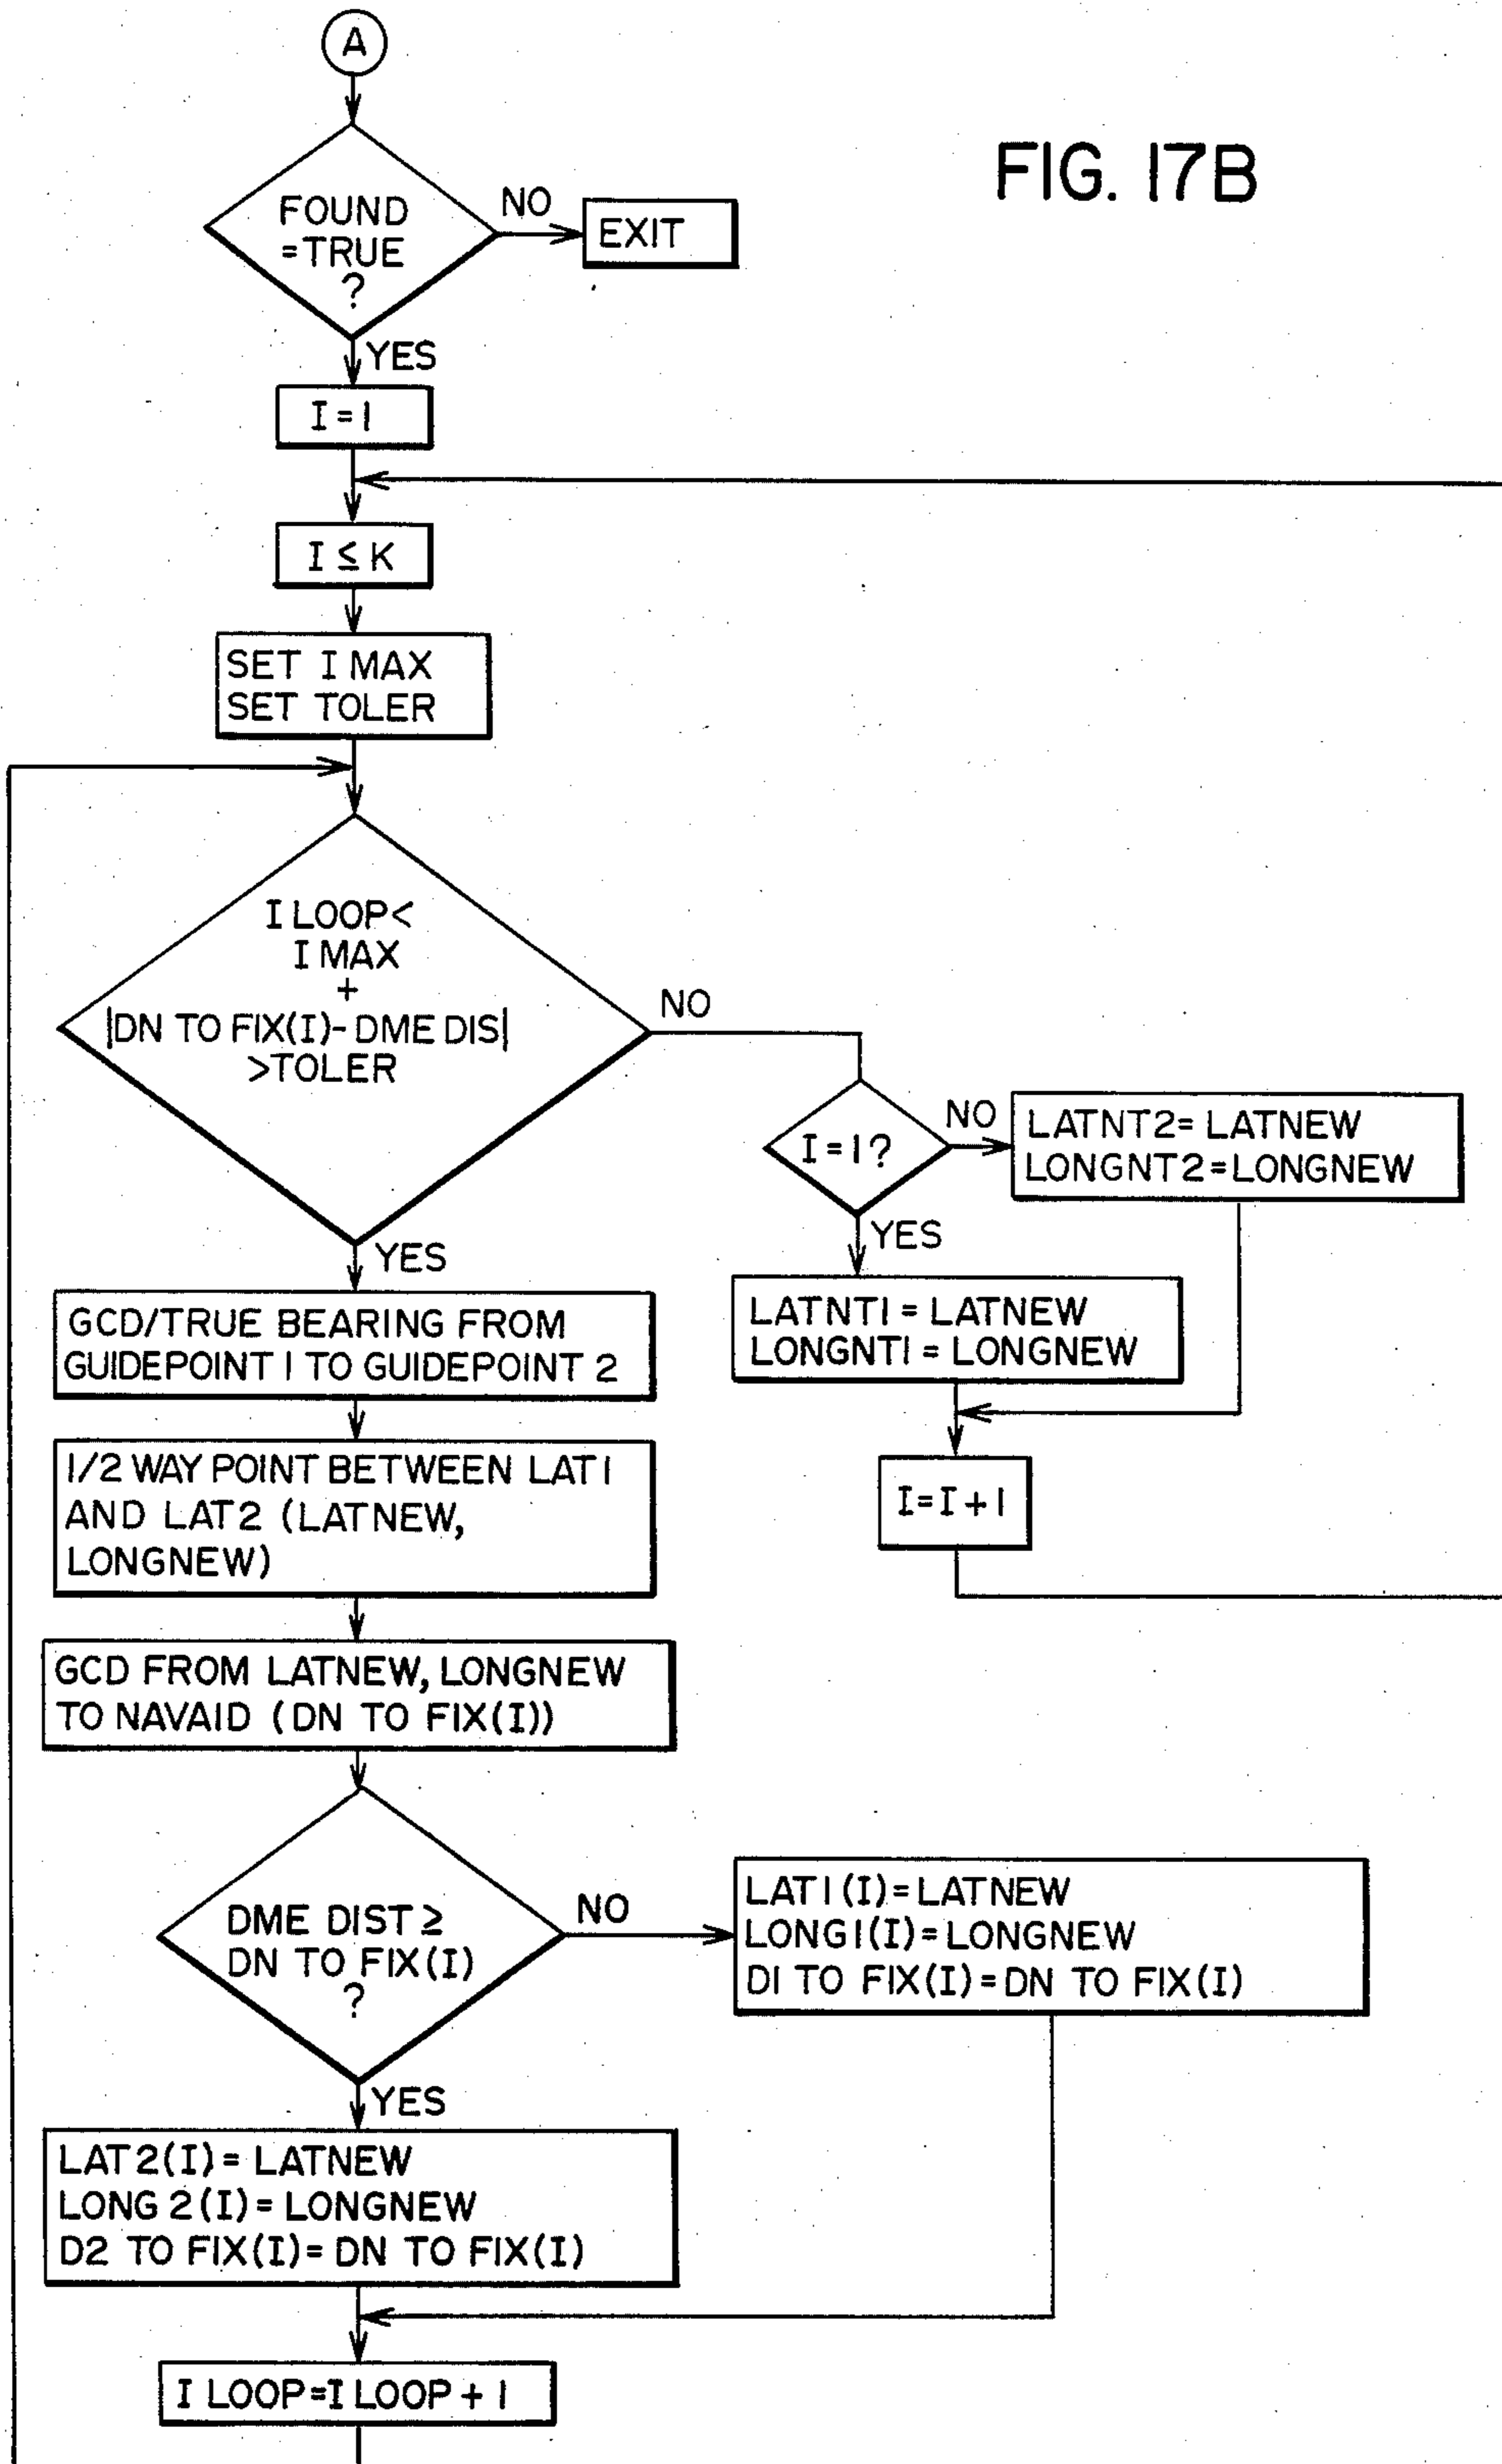 A
FIG. 17B
FOUND
=TRUE
?
NO
EXIT
YES
I=1
I ≤ K
SET I MAX
SET TOLER
I LOOP<
I MAX
+
|DN TO FIX(I)- DME DIS|
>TOLER
NO
I=1?
NO
LATNT2= LATNEW
LONGNT2=LONGNEW
YES
LATNT1 = LATNEW
LONGNT1 = LONGNEW
I=I+1
YES
GCD/TRUE BEARING FROM
GUIDEPOINT 1 TO GUIDEPOINT 2
1/2 WAY POINT BETWEEN LAT1
AND LAT2 (LATNEW,
LONGNEW)
GCD FROM LATNEW, LONGNEW
TO NAVAID (DN TO FIX(I))
DME DIST ≥
DN TO FIX(I)
?
NO
LAT1(I)=LATNEW
LONG1(I)=LONGNEW
D1 TO FIX(I)=DN TO FIX(I)
YES
LAT2(I)= LATNEW
LONG 2(I)=LONGNEW
D2 TO FIX(I)= DN TO FIX(I)
I LOOP=I LOOP + 1